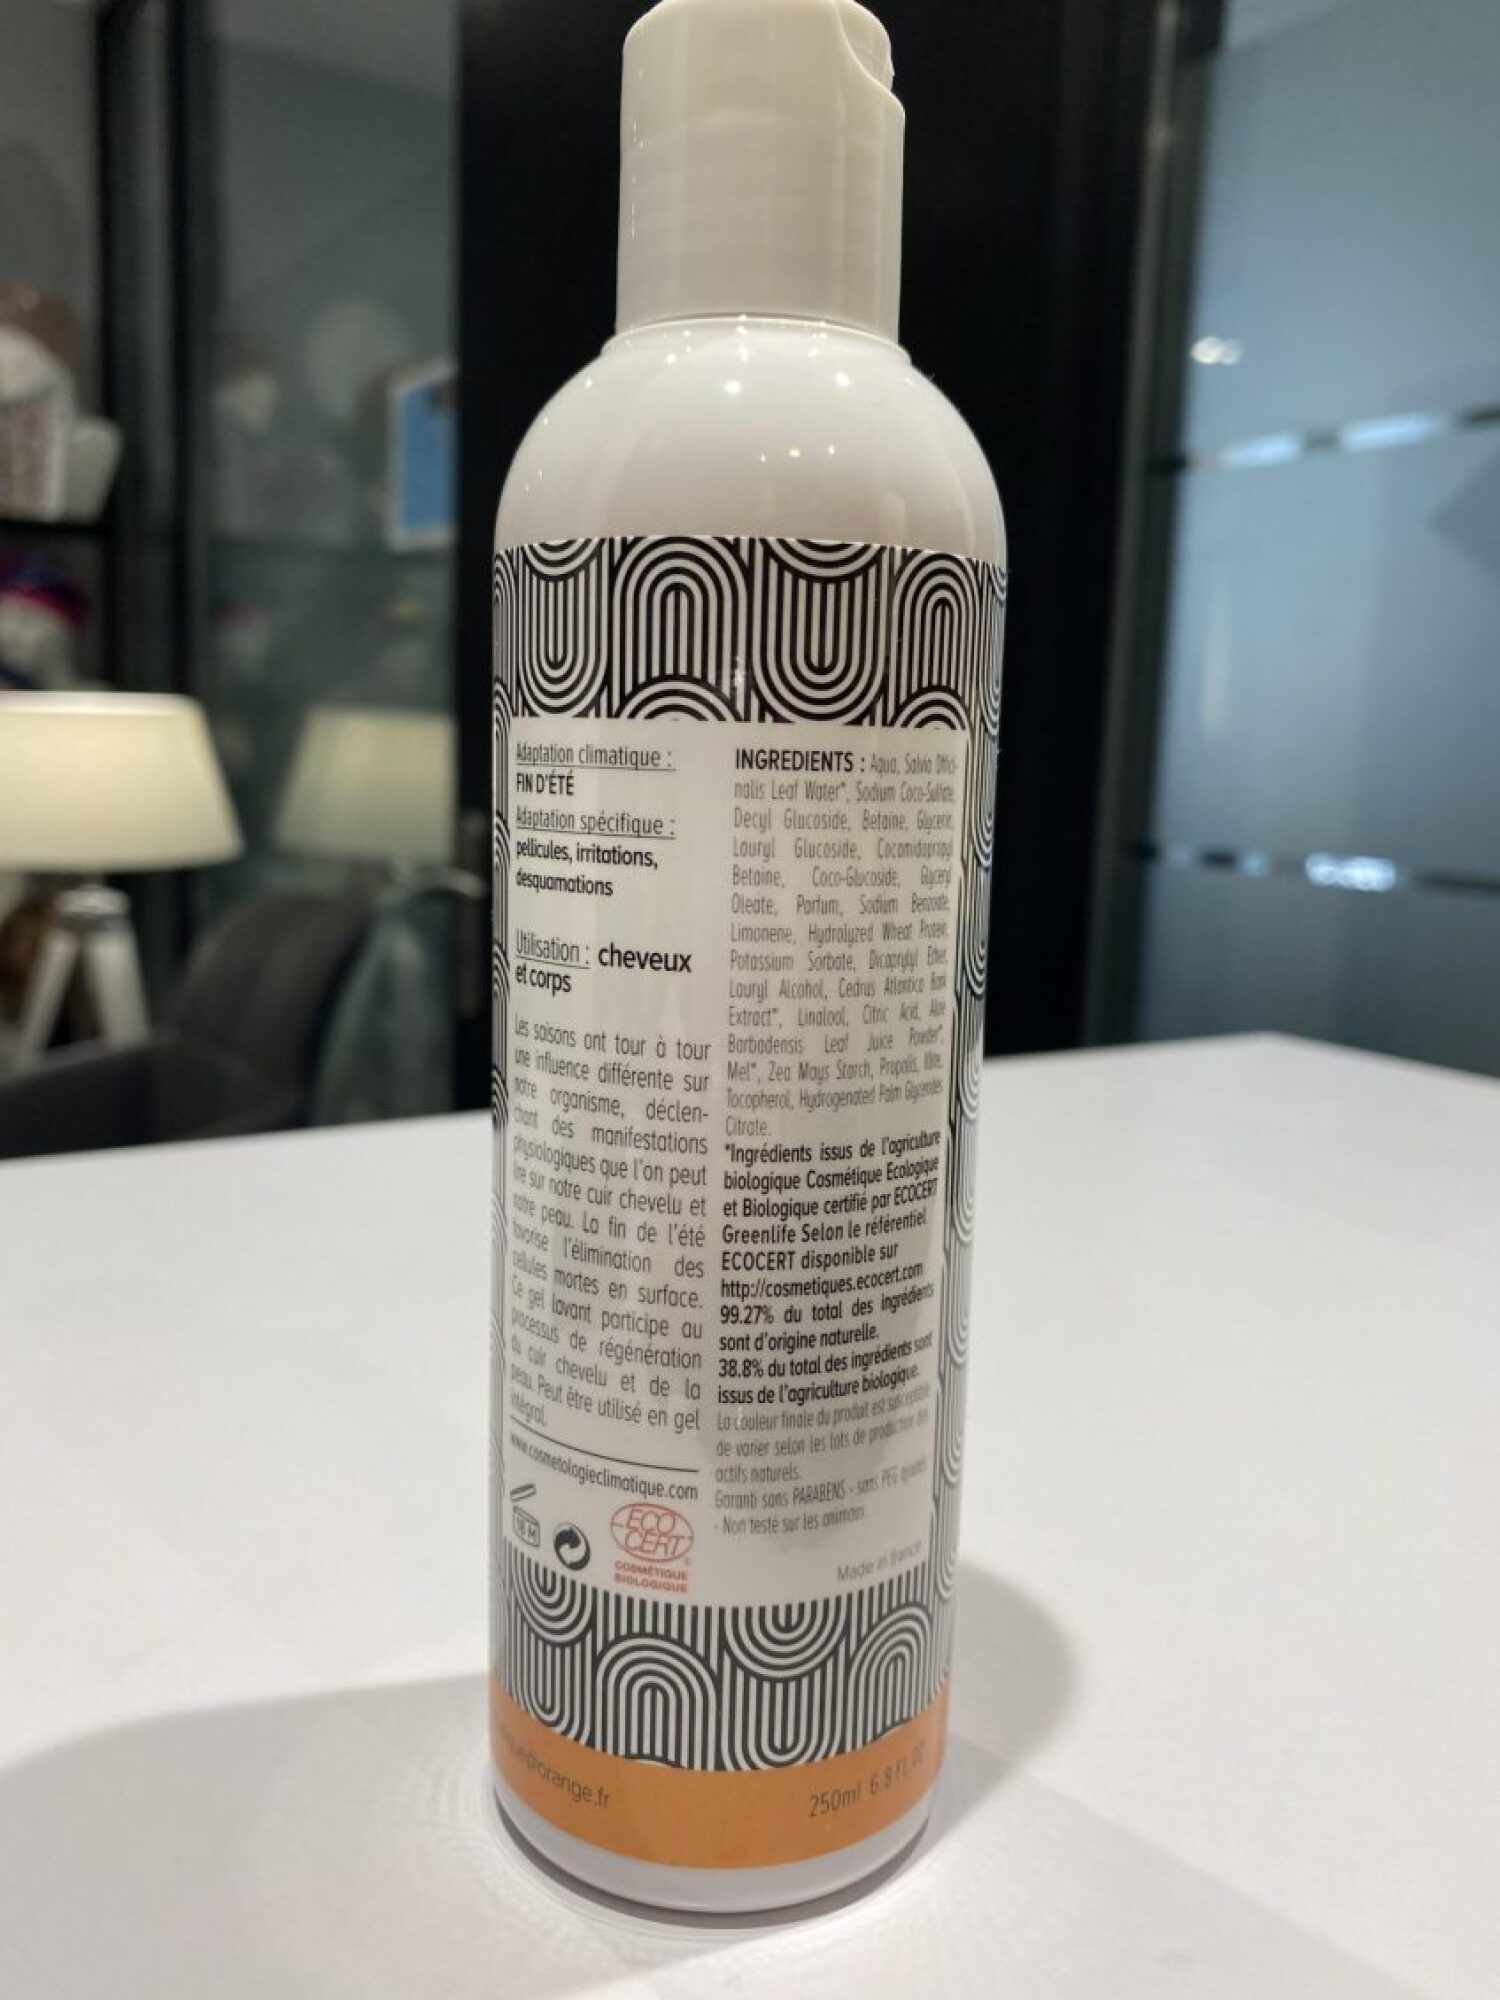 Adaptation climatique :
FIN D'ÉTÉ
Adaptation spécifique :
pellicules, irritations,
desquamations
Utilisation : cheveux
et corps
Les saisons ont tour à tour
une influence différente sur
notre organisme, déclen-
chant des manifestations
physiologiques que l'on peut
lire sur notre cuir chevelu et
notre peau. La fin de l'été
favorise l'élimination des
cellules mortes en surface.
Ce gel lavant participe au
processus de régénération
du cuir chevelu et de la
peau. Peut être utilisé en gel
intégral.
www.cosmetologieclimatique.com
18 M
ECO
CERT
®
COSMÉTIQUE
BIOLOGIQUE
INGREDIENTS : Aqua, Salvia Offici-
nalis Leaf Water*, Sodium Coco-Sulfate,
Decyl Glucoside, Betaine, Glycerin,
Lauryl Glucoside, Cocamidopropyl
Betaine, Coco-Glucoside, Glyceryl
Oleate, Parfum, Sodium Benzoate,
Limonene, Hydrolyzed Wheat Protein,
Potassium Sorbate, Dicaprylyl Ether,
Lauryl Alcohol, Cedrus Atlantica Bark
Extract*, Linalool, Citric Acid, Aloe
Barbadensis Leaf Juice Powder*,
Mel*, Zea Mays Starch, Propolis,
Tocopherol, Hydrogenated Palm Glycerides
Citrate.
*Ingrédients issus de l'agriculture
biologique Cosmétique Ecologique
et Biologique certifié par ECOCERT
Greenlife Selon le référentiel
ECOCERT disponible sur
http://cosmetiques.ecocert.com
99.27% du total des ingrédients
sont d'origine naturelle.
38.8% du total des ingrédients sont
issus de l'agriculture biologique.
La couleur finale du produit est susceptible
de varier selon les lots de production des
actifs naturels.
Garanti sans PARABENS - sans PEG ajoutés
- Non testé sur les animaux
Made in france
@orange.fr
250ml 6.8 FL OZ